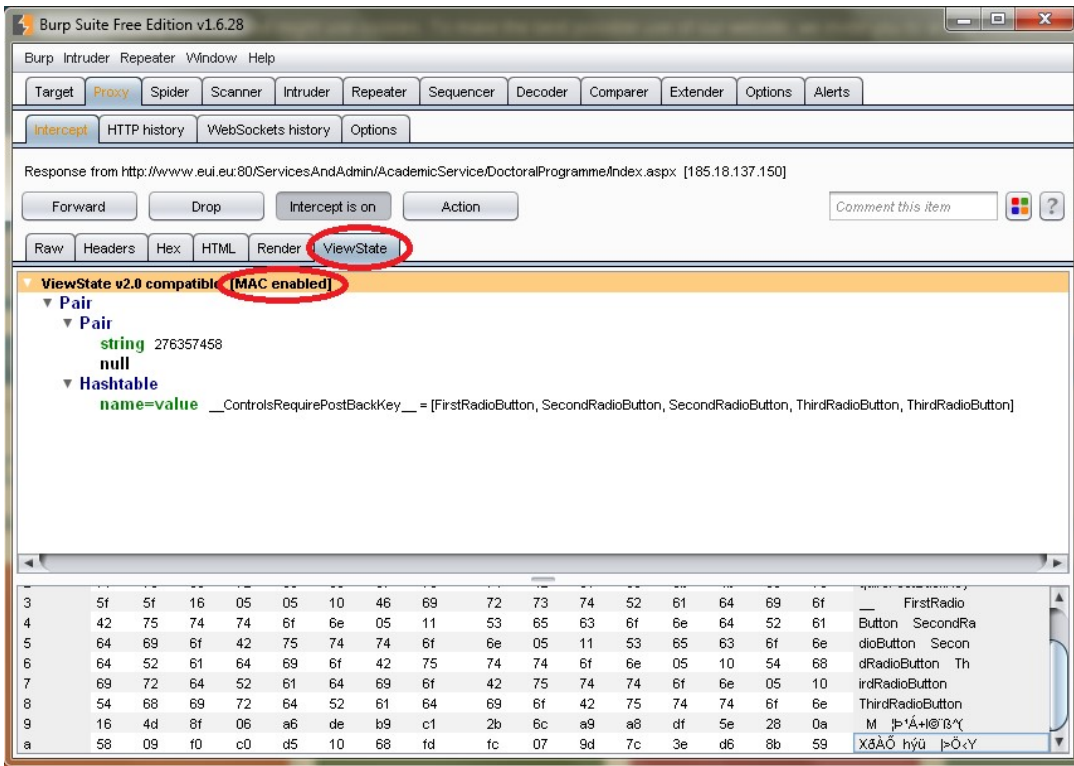 Burp Suite Free Edition v1.6.28
Burp Intruder Repeater Window Help
Target Proxy Spider Scanner Intruder Repeater Sequencer Decoder Comparer Extender Options Alerts
Intercept HTTP history WebSockets history Options
Response from http://www.eui.eu:80/ServicesAndAdmin/AcademicService/DoctoralProgramme/Index.aspx [185.18.137.150]
Forward Drop Intercept is on Action Comment this item ?
Raw Headers Hex HTML Render ViewState
ViewState v2.0 compatible [MAC enabled]
Pair
Pair
string 276357458
null
Hashtable
name=value __ControlsRequirePostBackKey__ = [FirstRadioButton, SecondRadioButton, SecondRadioButton, ThirdRadioButton, ThirdRadioButton]
3 5f 5f 16 05 05 10 46 69 72 73 74 52 61 64 69 6f __ FirstRadio
4 42 75 74 74 6f 6e 05 11 53 65 63 6f 6e 64 52 61 Button SecondRa
5 64 69 6f 42 75 74 74 6f 6e 05 11 53 65 63 6f 6e dioButton Secon
6 64 52 61 64 69 6f 42 75 74 74 6f 6e 05 10 54 68 dRadioButton Th
7 69 72 64 52 61 64 69 6f 42 75 74 74 6f 6e 05 10 irdRadioButton
8 54 68 69 72 64 52 61 64 69 6f 42 75 74 74 6f 6e ThirdRadioButton
9 16 4d 8f 06 a6 de b9 c1 2b 6c a9 a8 df 5e 28 0a M
a 58 09 f0 c0 d5 10 68 fd fc 07 9d 7c 3e d6 8b 59 XðÀÕ hýü |>Ö‹Y